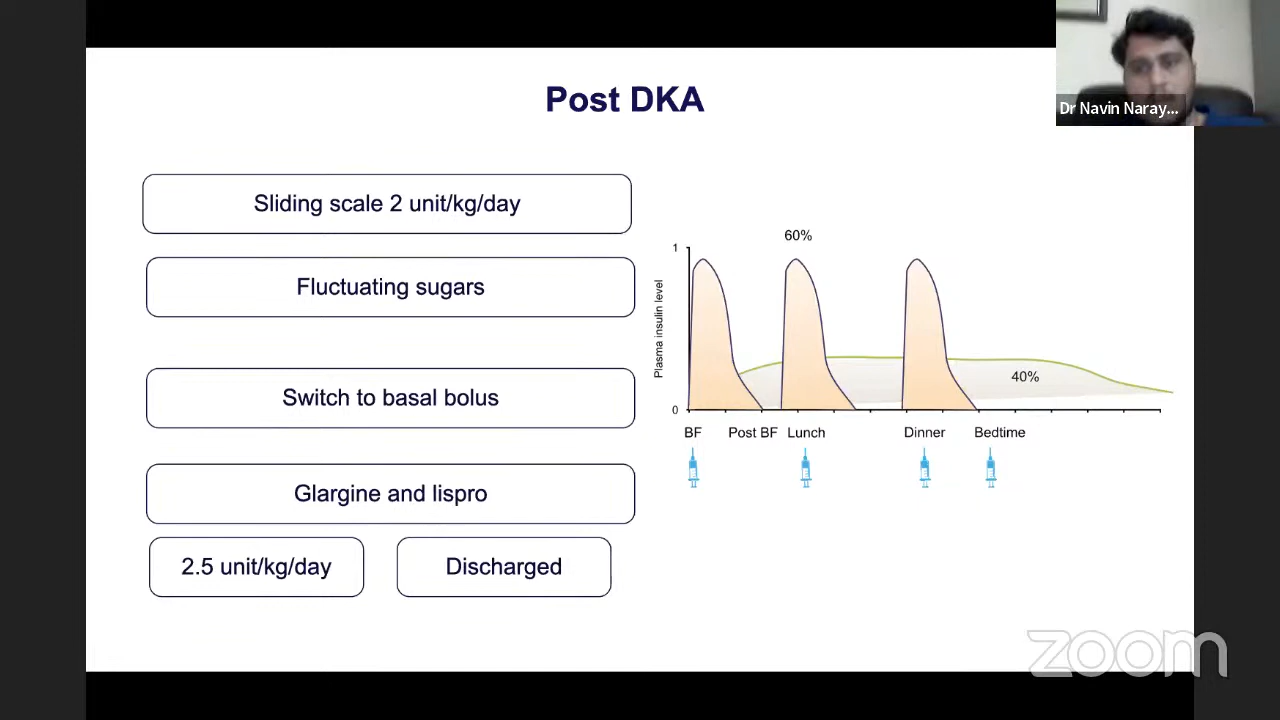 Post DKA
Dr Navin Naray...
Sliding scale 2 unit/kg/day
Fluctuating sugars
Switch to basal bolus
Glargine and lispro
2.5 unit/kg/day
Discharged
60%
1
Plasma insulin level
40%
0
BF Post BF Lunch Dinner Bedtime
zoom